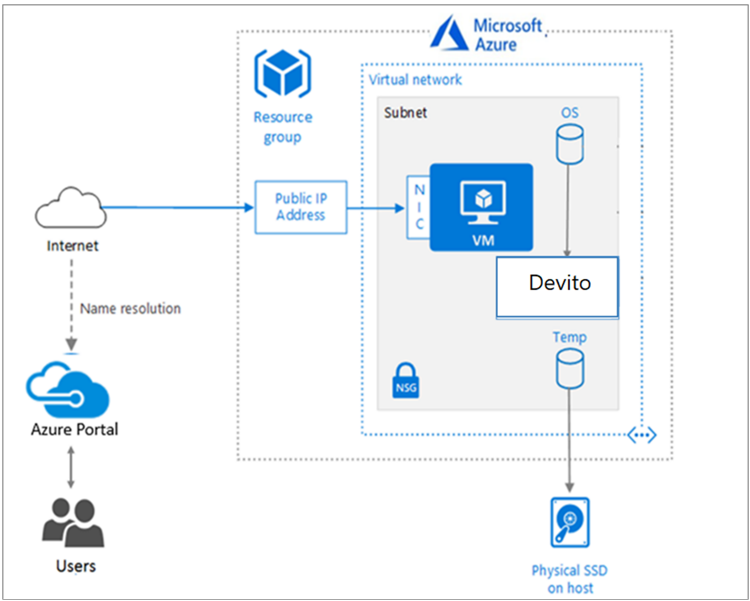 Microsoft
Azure
Resource
group
Virtual network
Subnet
OS
Public IP
Address
N
I
C
VM
Internet
Devito
Name resolution
Temp
NSG
Azure Portal
Users
Physical SSD
on host